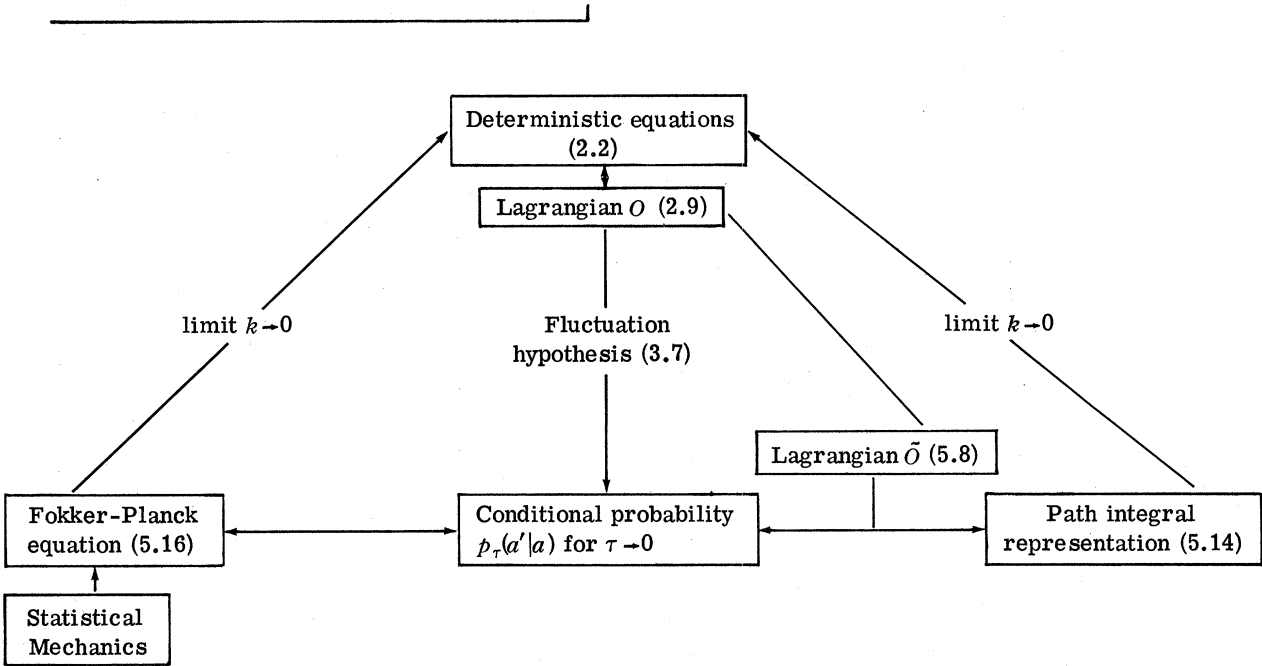 Deterministic equations
(2.2)
Lagrangian O (2.9)
limit k→0
Fluctuation
hypothesis (3.7)
limit k→0
Lagrangian Õ (5.8)
Fokker-Planck
equation (5.16)
Conditional probability
p_τ(a′|a) for τ→0
Path integral
representation (5.14)
Statistical
Mechanics